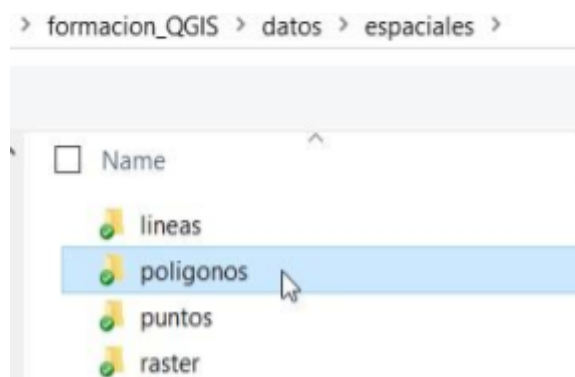 > formacion_QGIS > datos > espaciales >
Name
lineas
poligonos
puntos
raster